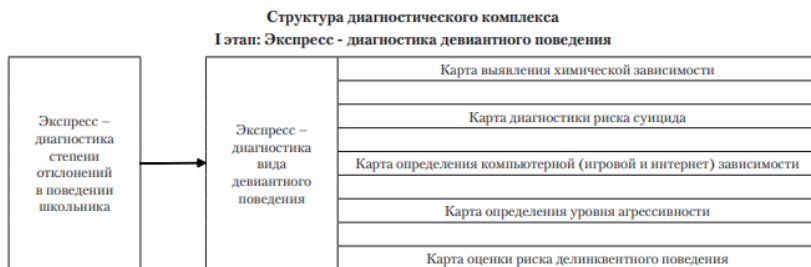 Структура диагностического комплекса
I этап: Экспресс - диагностика девиантного поведения
Экспресс –
диагностика
степени
отклонений
в поведении
школьника
Экспресс –
диагностика
вида
девиантного
поведения
Карта выявления химической зависимости
Карта диагностики риска суицида
Карта определения компьютерной (игровой и интернет) зависимости
Карта определения уровня агрессивности
Карта оценки риска делинквентного поведения